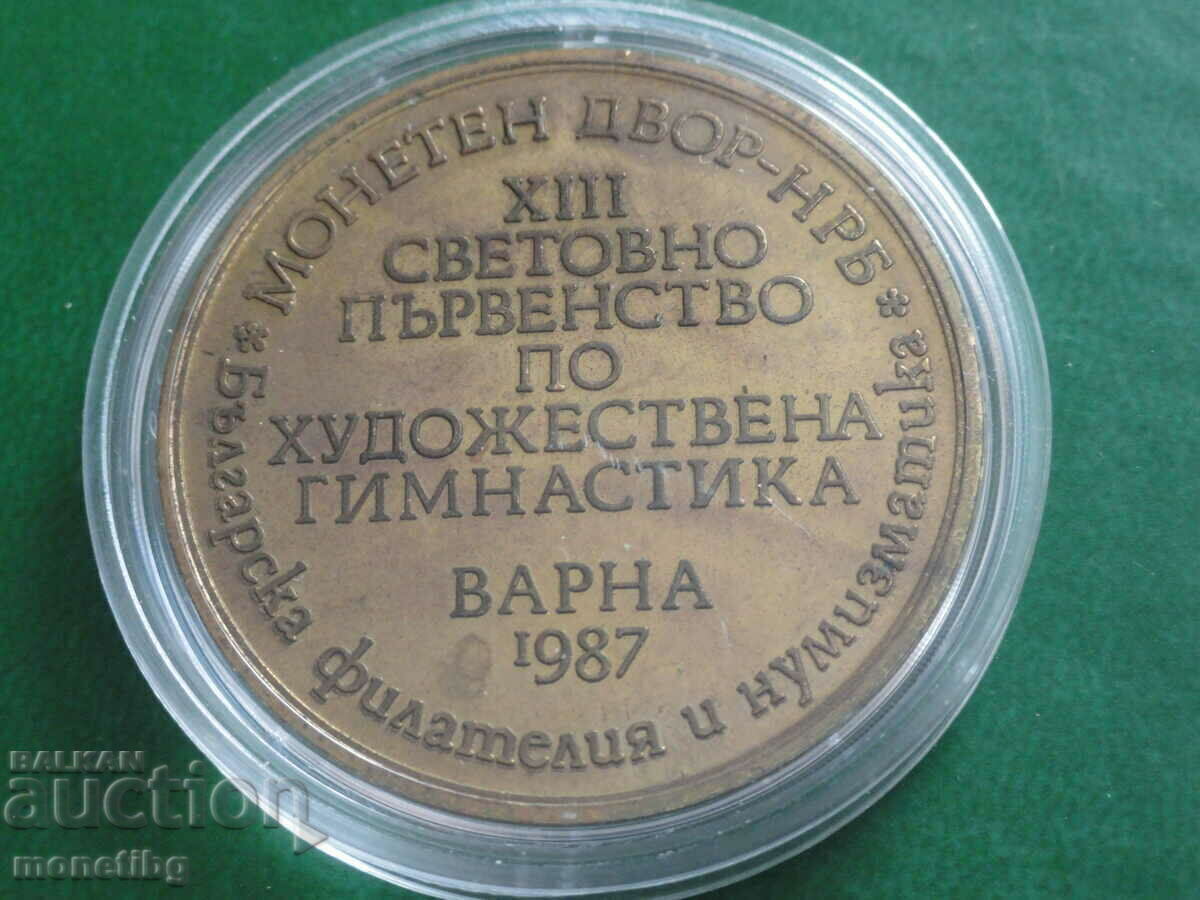 МОНЕТЕН ДВОР-НРБ
XIII
СВЕТОВНО
ПЪРВЕНСТВО
ПО
ХУДОЖЕСТВЕНА
ГИМНАСТИКА
ВАРНА
1987
* Българска филателия и нумизматика *
BALKAN
auction
monetibg